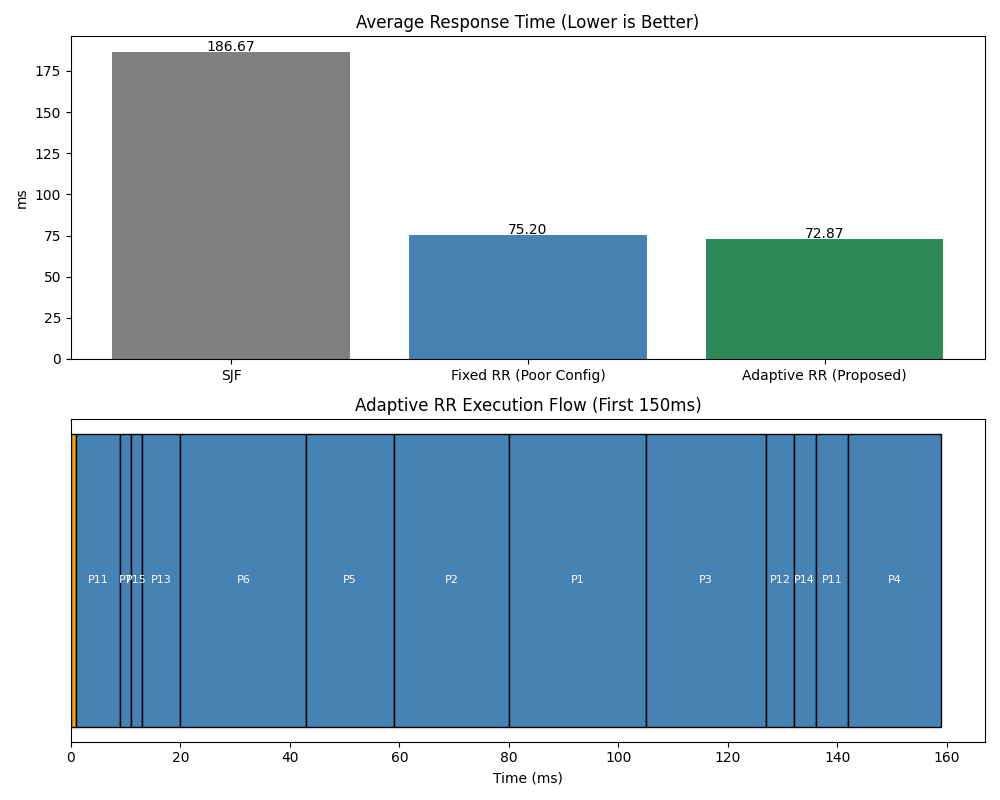 Average Response Time (Lower is Better)
186.67
75.20
72.87
175
150
125
100
75
50
25
0
ms
SJF Fixed RR (Poor Config) Adaptive RR (Proposed)
Adaptive RR Execution Flow (First 150ms)
P11 P7 P15 P13 P6 P5 P2 P1 P3 P12 P14 P11 P4
0 20 40 60 80 100 120 140 160
Time (ms)